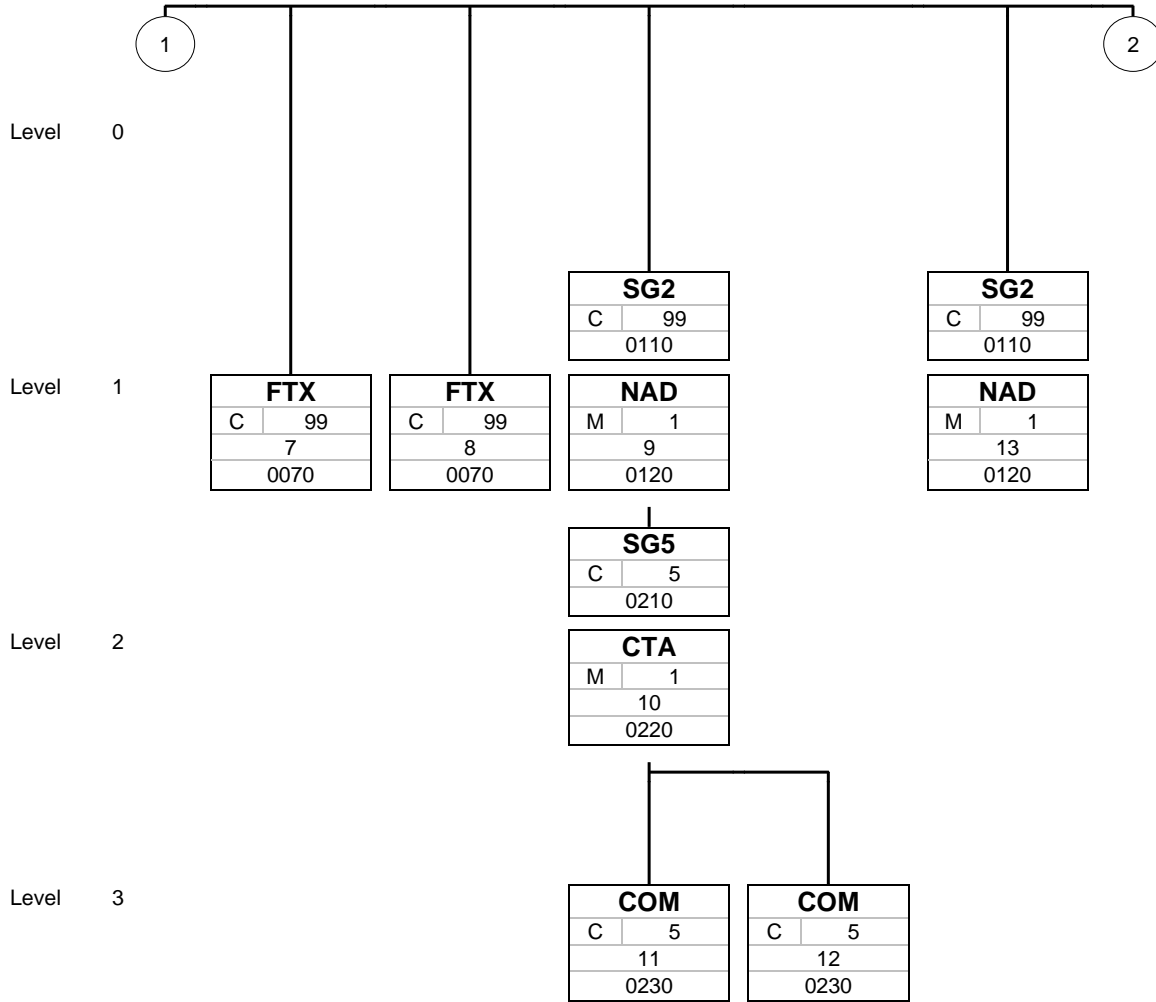 1 2
Level 0
SG2 SG2
C 99 C 99
0110 0110
Level 1
FTX FTX NAD NAD
C 99 C 99 M 1 M 1
7 8 9 13
0070 0070 0120 0120
SG5
C 5
0210
Level 2
CTA
M 1
10
0220
Level 3
COM COM
C 5 C 5
11 12
0230 0230